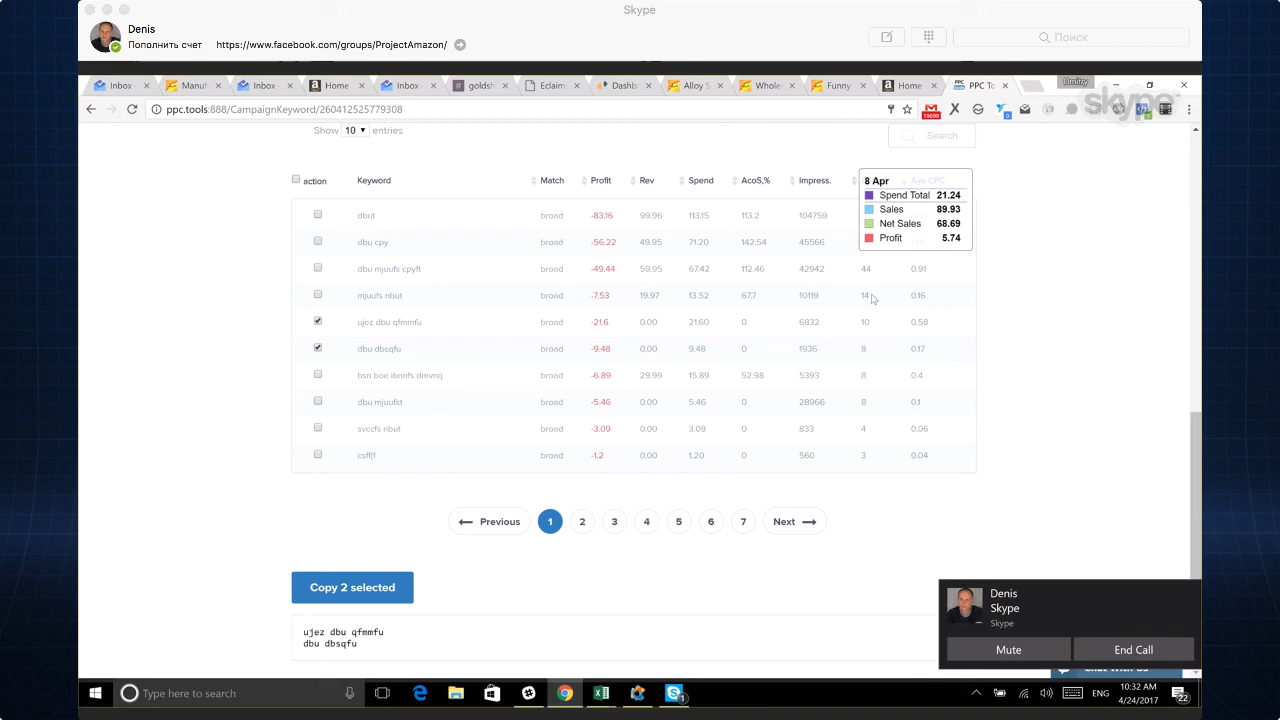 Skype
Denis
Пополнить счет https://www.facebook.com/groups/ProjectAmazon/
Поиск
Inbox
Manuf
Inbox
Home
Inbox
goldsh
Eclaim
Dashb
Alloy S
Whole
Funny
Home
PPC To
Dmitry
skype
ppc.tools:888/CampaignKeyword/260412525779308
Show 10 entries
Search
action Keyword Match Profit Rev Spend AcoS,% Impress. Ave CPC
8 Apr
Spend Total 21.24
Sales 89.93
Net Sales 68.69
Profit 5.74
dbut broad -83.16 99.96 113.15 113.2 104759
dbu cpy broad -56.22 49.95 71.20 142.54 45566
dbu mjuufs cpyft broad -49.44 59.95 67.42 112.46 42942 44 0.91
mjuufs nbut broad -7.53 19.97 13.52 67.7 10119 14 0.16
ujez dbu qfmmfu broad -21.6 0.00 21.60 0 6832 10 0.58
dbu dbsqfu broad -9.48 0.00 9.48 0 1936 8 0.17
bsn boe ibnnfs dmvnq broad -6.89 29.99 15.89 52.98 5393 8 0.4
dbu mjuufst broad -5.46 0.00 5.46 0 28966 8 0.1
svccfs nbut broad -3.09 0.00 3.09 0 833 4 0.06
csff|f broad -1.2 0.00 1.20 0 560 3 0.04
Previous 1 2 3 4 5 6 7 Next
Copy 2 selected
ujez dbu qfmmfu
dbu dbsqfu
Denis
Skype
Skype
Mute End Call
Chat with Us
Type here to search
ENG
10:32 AM
4/24/2017
22